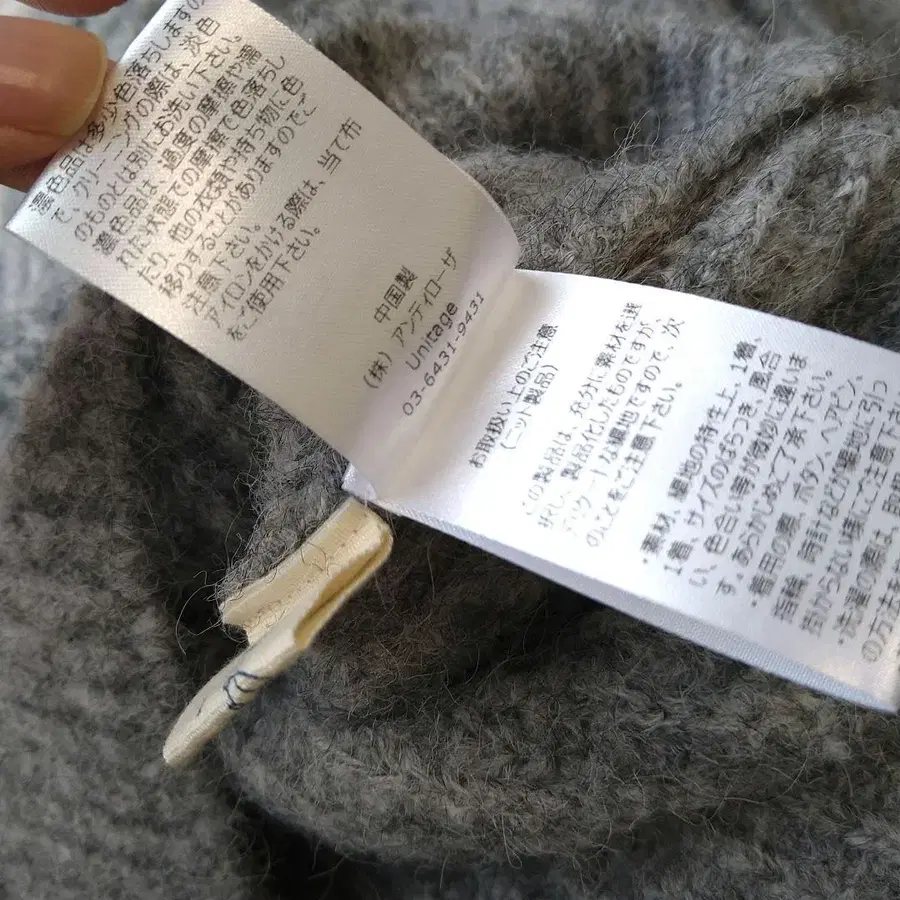 濃色品は多少色落ちしますの
で、クリーニングの際は、淡色
のものとは別にお洗い下さい。
濃色品は、過度の摩擦や濡
れた状態での摩擦で色落ちし
たり、他の衣類や持ち物に色
移りすることがありますのでご
注意下さい。
アイロンをかける際は、当て布
をご使用下さい。
中国製
(株) アンティローザ
Unitage
03-6431-9431
お取扱い上のご注意
(ニット製品)
この製品は、充分に素材を選
択し、製品化したものですが、
デリケートな編地ですので、次
のことをご注意下さい。
・素材、編地の特性上、1機、
1着、サイズのばらつき、風合
い、色合い等が微妙に違いま
す。あらかじめご了承下さい。
・着用の際、ボタン、ヘアピン、
指輪、時計などが編地に引っ
掛からない様にご注意下さ
・洗濯の際は、
の方法